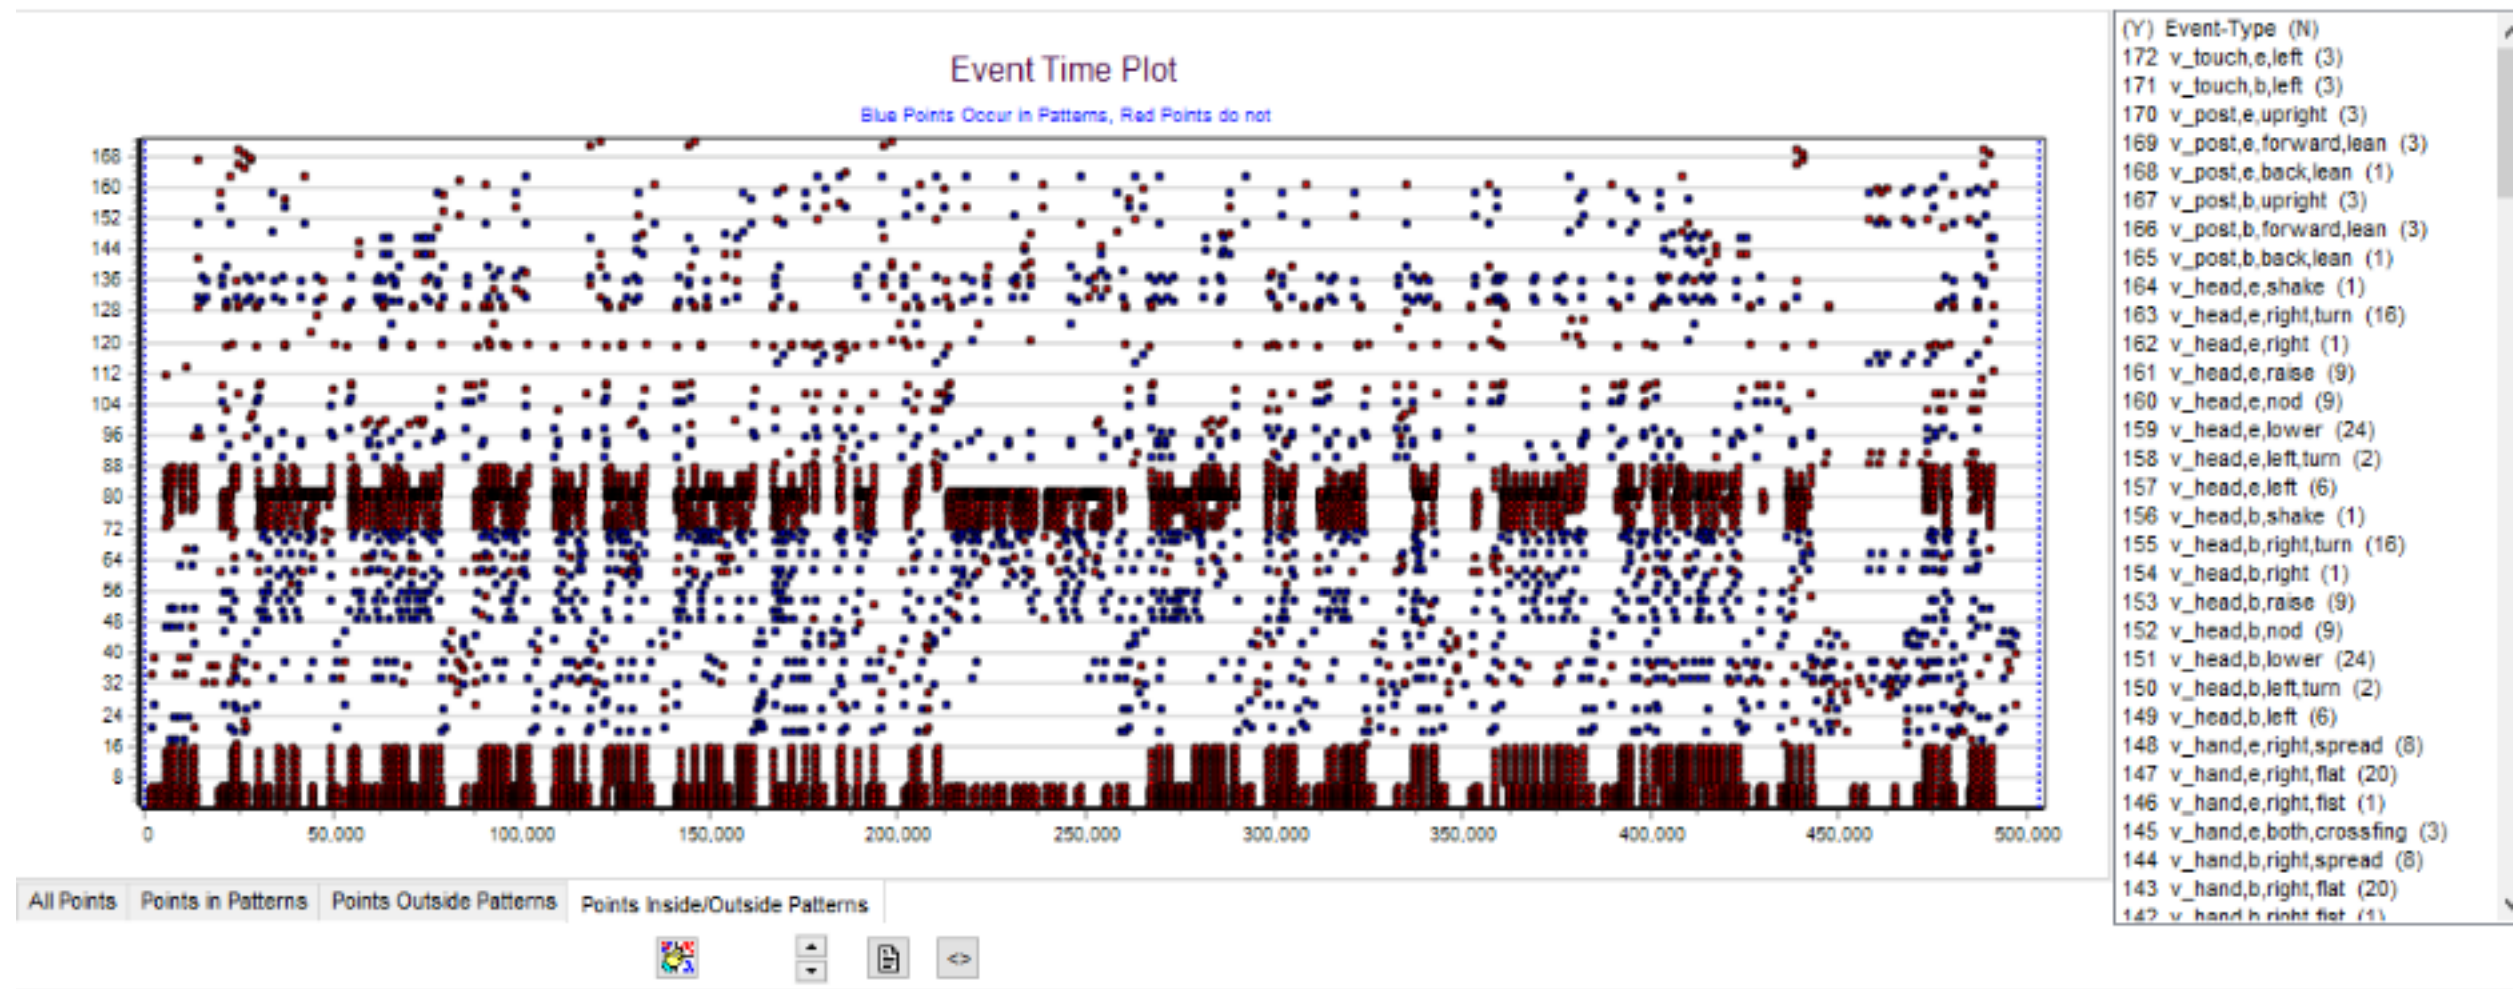 Event Time Plot
Blue Points Occur in Patterns, Red Points do not
168
160
152
144
136
128
120
112
104
96
88
80
72
64
56
48
40
32
24
16
8
0 50.000 100.000 150.000 200.000 250.000 300.000 350.000 400.000 450.000 500.000
All Points Points in Patterns Points Outside Patterns Points Inside/Outside Patterns
<>
(Y) Event-Type (N)
172 v_touch,e,left (3)
171 v_touch,b,left (3)
170 v_post,e,upright (3)
169 v_post,e,forward,lean (3)
168 v_post,e,back,lean (1)
167 v_post,b,upright (3)
166 v_post,b,forward,lean (3)
165 v_post,b,back,lean (1)
164 v_head,e,shake (1)
163 v_head,e,right,turn (16)
162 v_head,e,right (1)
161 v_head,e,raise (9)
160 v_head,e,nod (9)
159 v_head,e,lower (24)
158 v_head,e,left,turn (2)
157 v_head,e,left (6)
156 v_head,b,shake (1)
155 v_head,b,right,turn (16)
154 v_head,b,right (1)
153 v_head,b,raise (9)
152 v_head,b,nod (9)
151 v_head,b,lower (24)
150 v_head,b,left,turn (2)
149 v_head,b,left (6)
148 v_hand,e,right,spread (8)
147 v_hand,e,right,flat (20)
146 v_hand,e,right,fist (1)
145 v_hand,e,both,crossfing (3)
144 v_hand,b,right,spread (8)
143 v_hand,b,right,flat (20)
142 v_hand,b,right,fist (1)